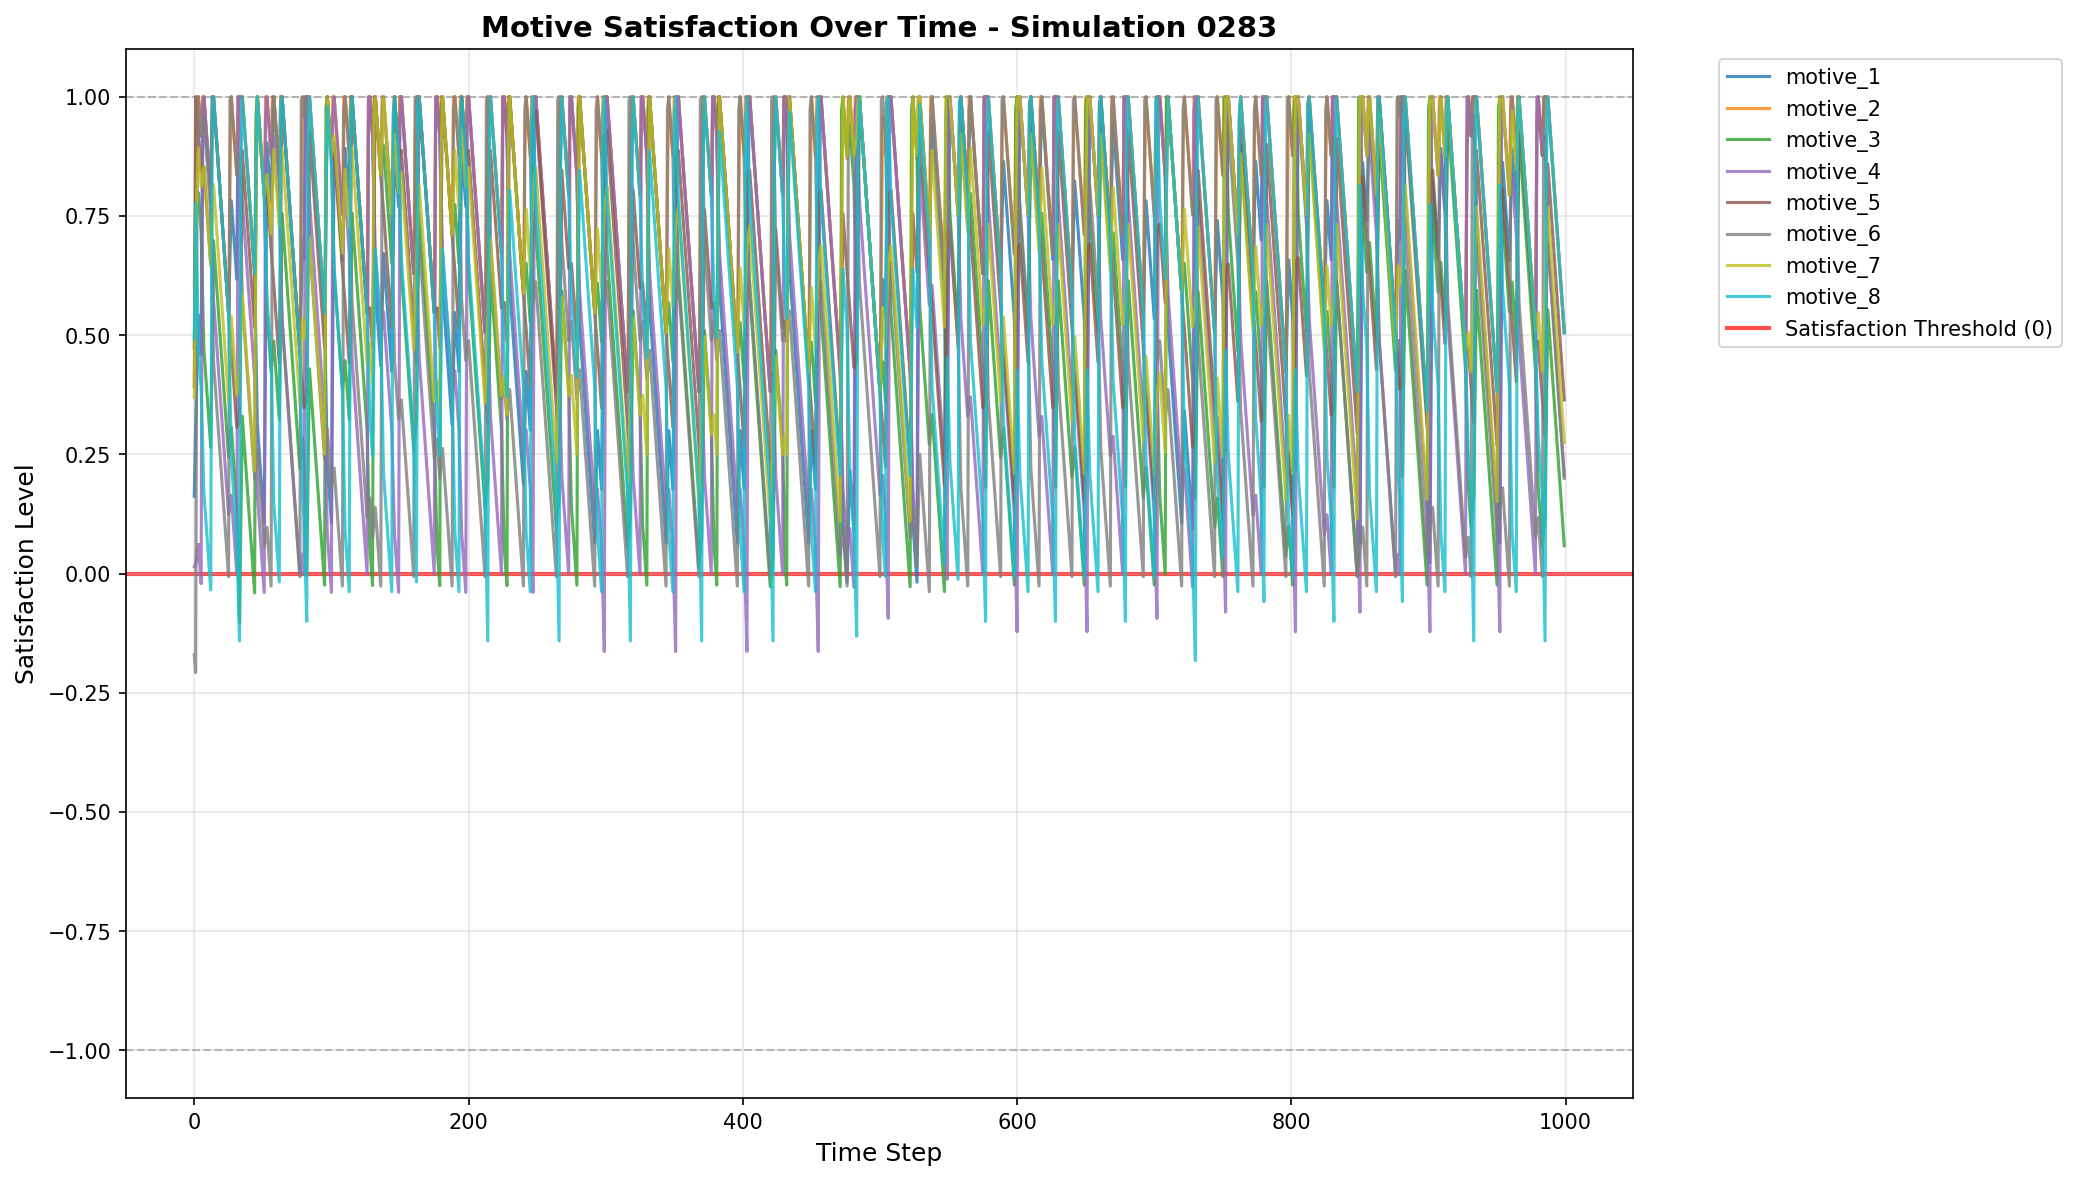 Motive Satisfaction Over Time - Simulation 0283
Satisfaction Level
1.00
0.75
0.50
0.25
0.00
−0.25
−0.50
−0.75
−1.00
0
200
400
600
800
1000
Time Step
motive_1
motive_2
motive_3
motive_4
motive_5
motive_6
motive_7
motive_8
Satisfaction Threshold (0)